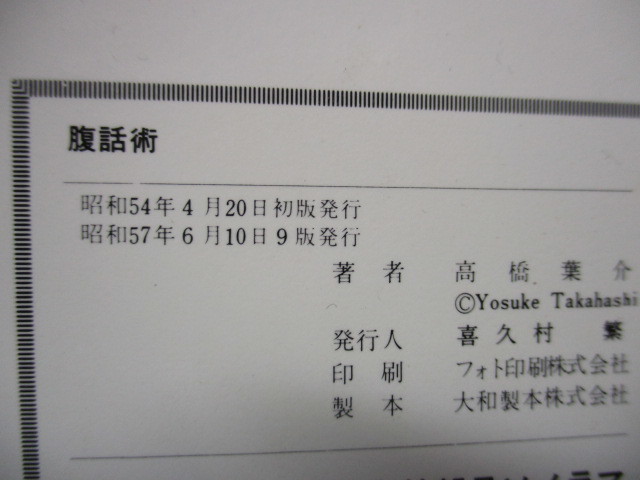 腹話術
昭和54年4月20日初版発行
昭和57年6月10日9版発行
著者 高橋葉介
©Yosuke Takahashi
発行人 喜久村繁
印刷 フォト印刷株式会社
製本 大和製本株式会社